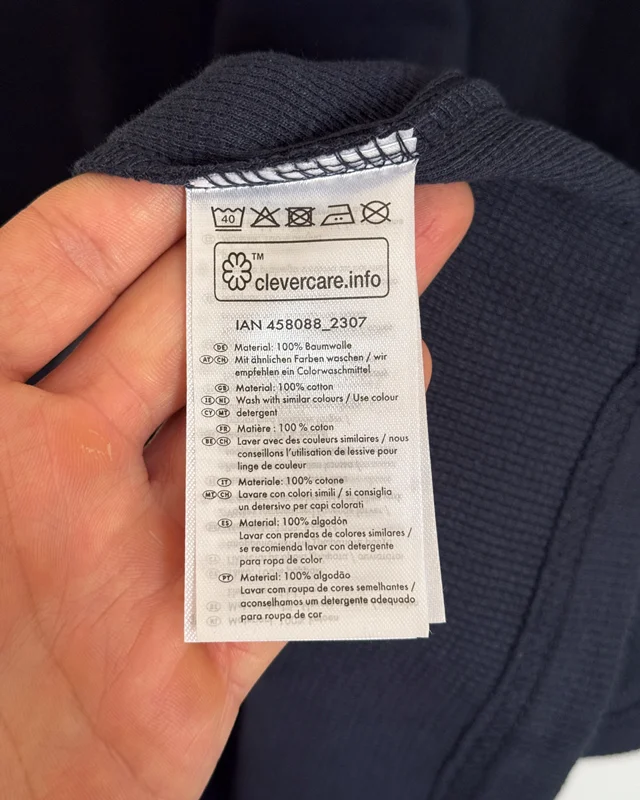 40
TM
clevercare.info
IAN 458088_2307
DE Material: 100% Baumwolle
AT CH Mit ähnlichen Farben waschen / wir
empfehlen ein Colorwaschmittel
GB Material: 100% cotton
IE NI Wash with similar colours / Use colour
CY MT detergent
FR Matière : 100 % coton
BE CH Laver avec des couleurs similaires / nous
conseillons l'utilisation de lessive pour
linge de couleur
IT Materiale: 100% cotone
MT CH Lavare con colori simili / si consiglia
un detersivo per capi colorati
ES Material: 100% algodón
Lavar con prendas de colores similares /
se recomienda lavar con detergente
para ropa de color
PT Material: 100% algodão
Lavar com roupa de cores semelhantes /
aconselhamos um detergente adequado
para roupa de cor